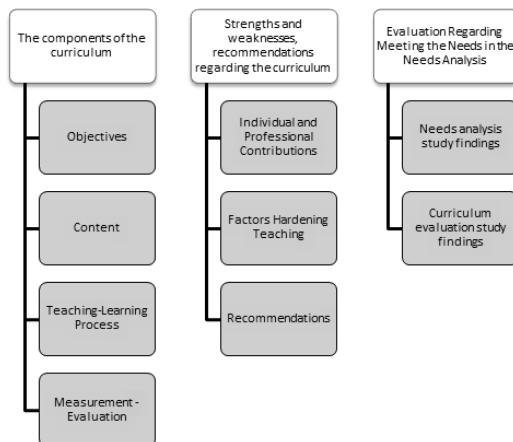 The components of the
curriculum
Objectives
Content
Teaching-Learning
Process
Measurement -
Evaluation
Strengths and
weaknesses,
recommendations
regarding the curriculum
Individual and
Professional
Contributions
Factors Hardening
Teaching
Recommendations
Evaluation Regarding
Meeting the Needs in the
Needs Analysis
Needs analysis
study findings
Curriculum
evaluation study
findings